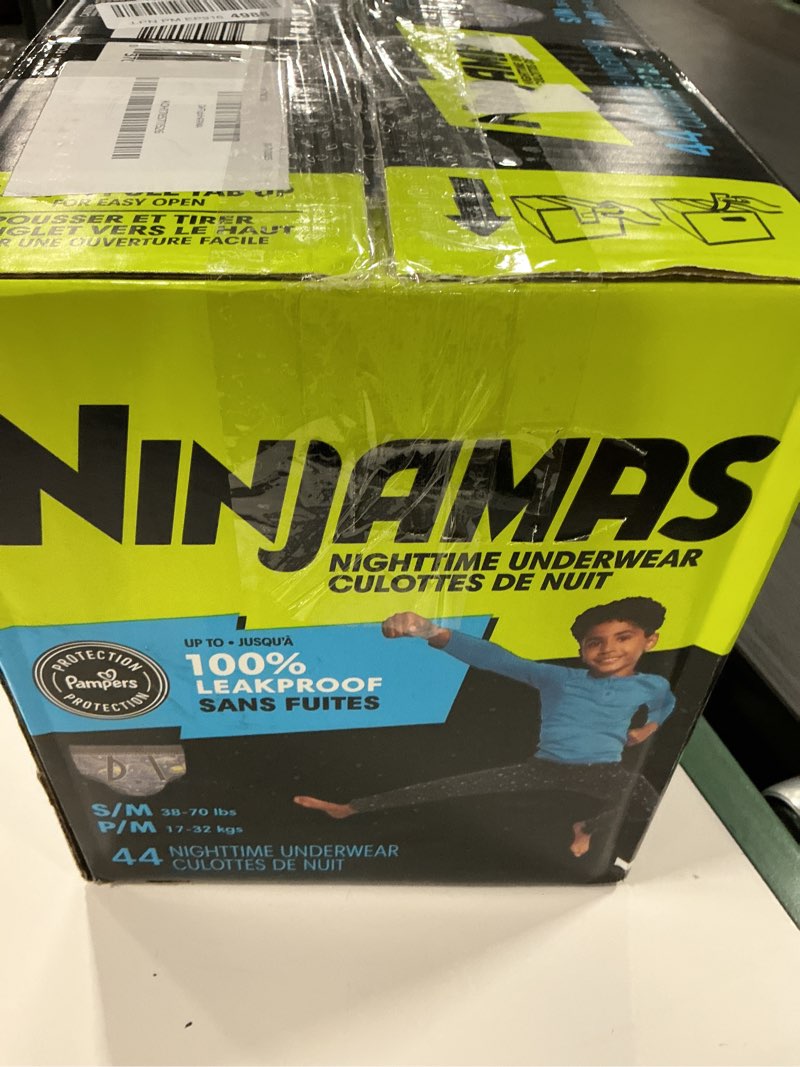 4988
FOR EASY OPEN
POUSSER ET TIRER
VERS LE HAUT
UNE OUVERTURE FACILE
44
NINJAMAS
NIGHTTIME UNDERWEAR
CULOTTES DE NUIT
UP TO • JUSQU'À
100%
LEAKPROOF
SANS FUITES
PROTECTION
Pampers
PROTECTION
S/M 38-70 lbs
P/M 17-32 kgs
44 NIGHTTIME UNDERWEAR
CULOTTES DE NUIT